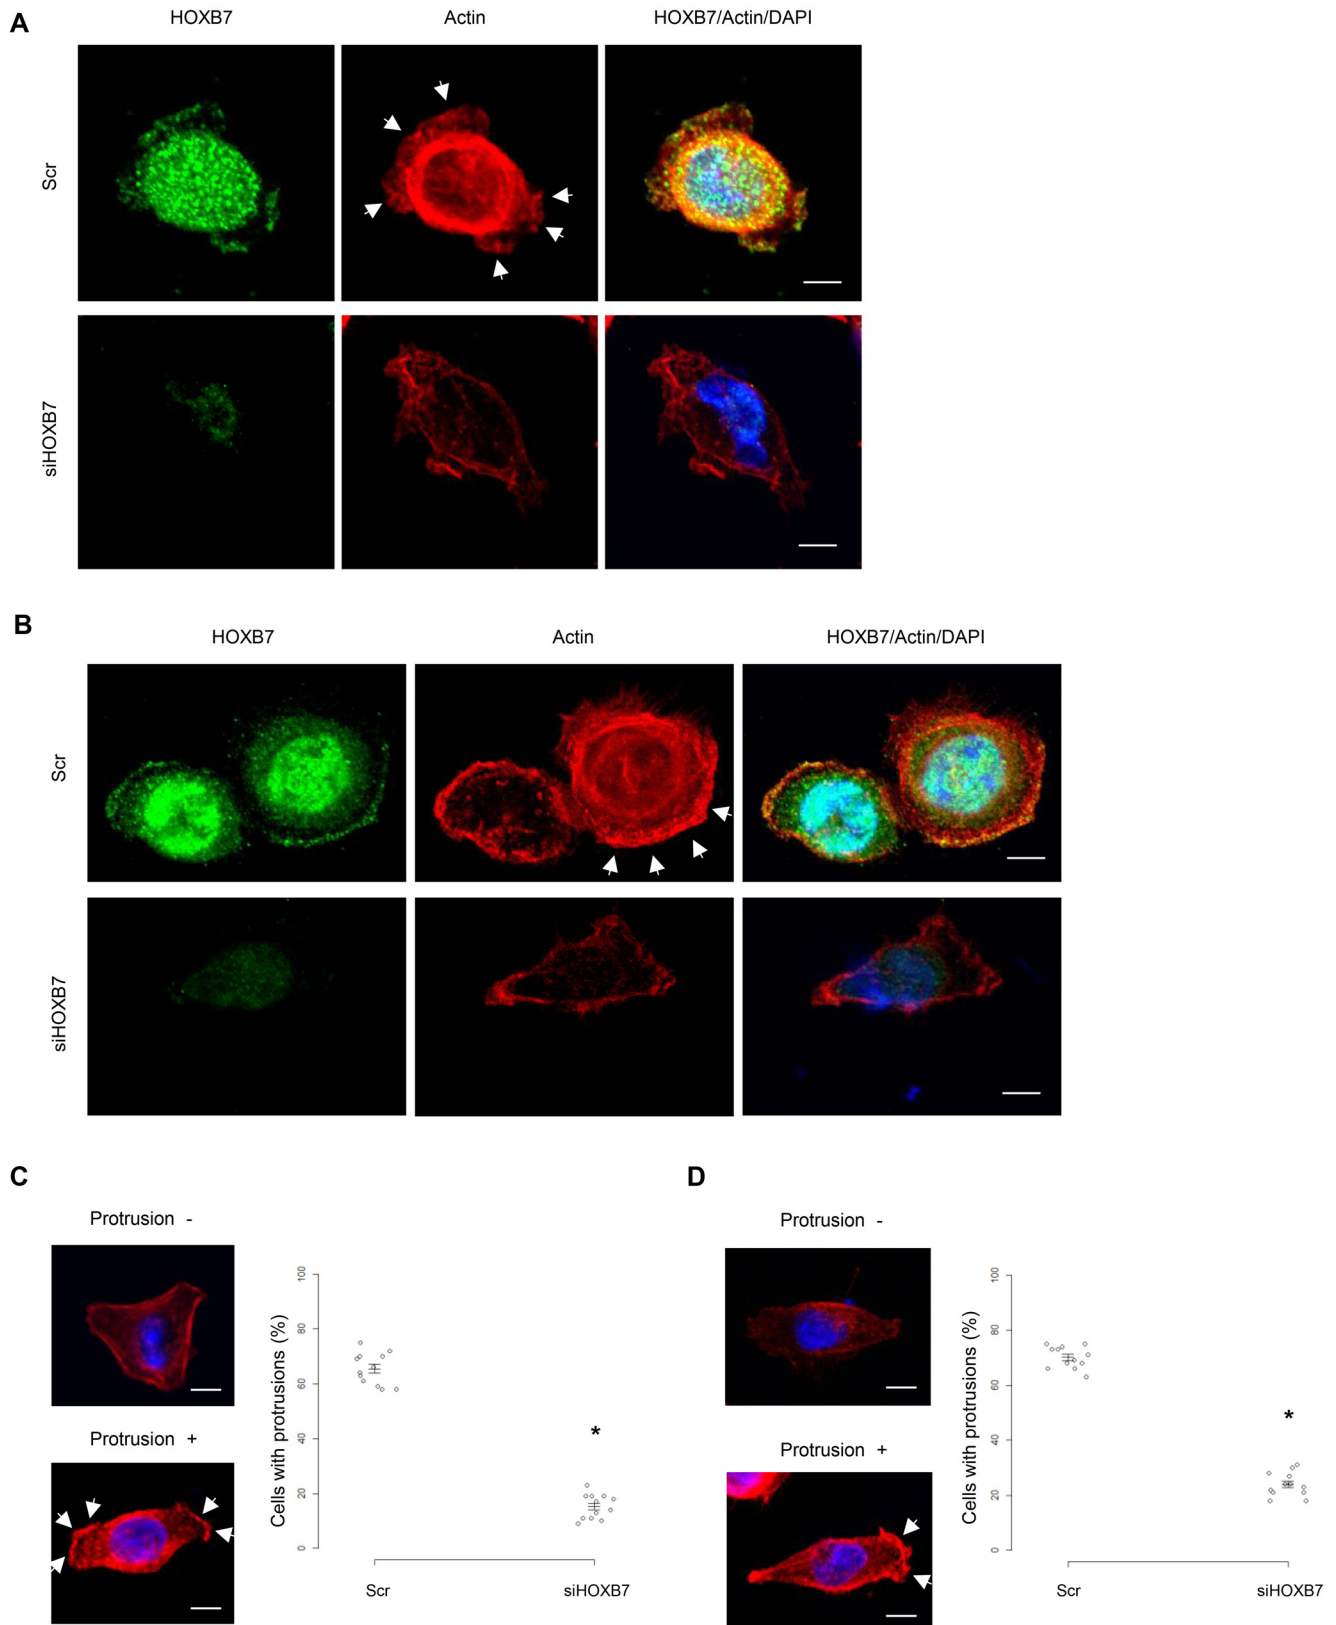 A
HOXB7 Actin HOXB7/Actin/DAPI
Scr
siHOXB7
B
HOXB7 Actin HOXB7/Actin/DAPI
Scr
siHOXB7
C
Protrusion -
Protrusion +
Cells with protrusions (%)
100
80
60
40
20
0
*
Scr siHOXB7
D
Protrusion -
Protrusion +
Cells with protrusions (%)
100
80
60
40
20
0
*
Scr siHOXB7